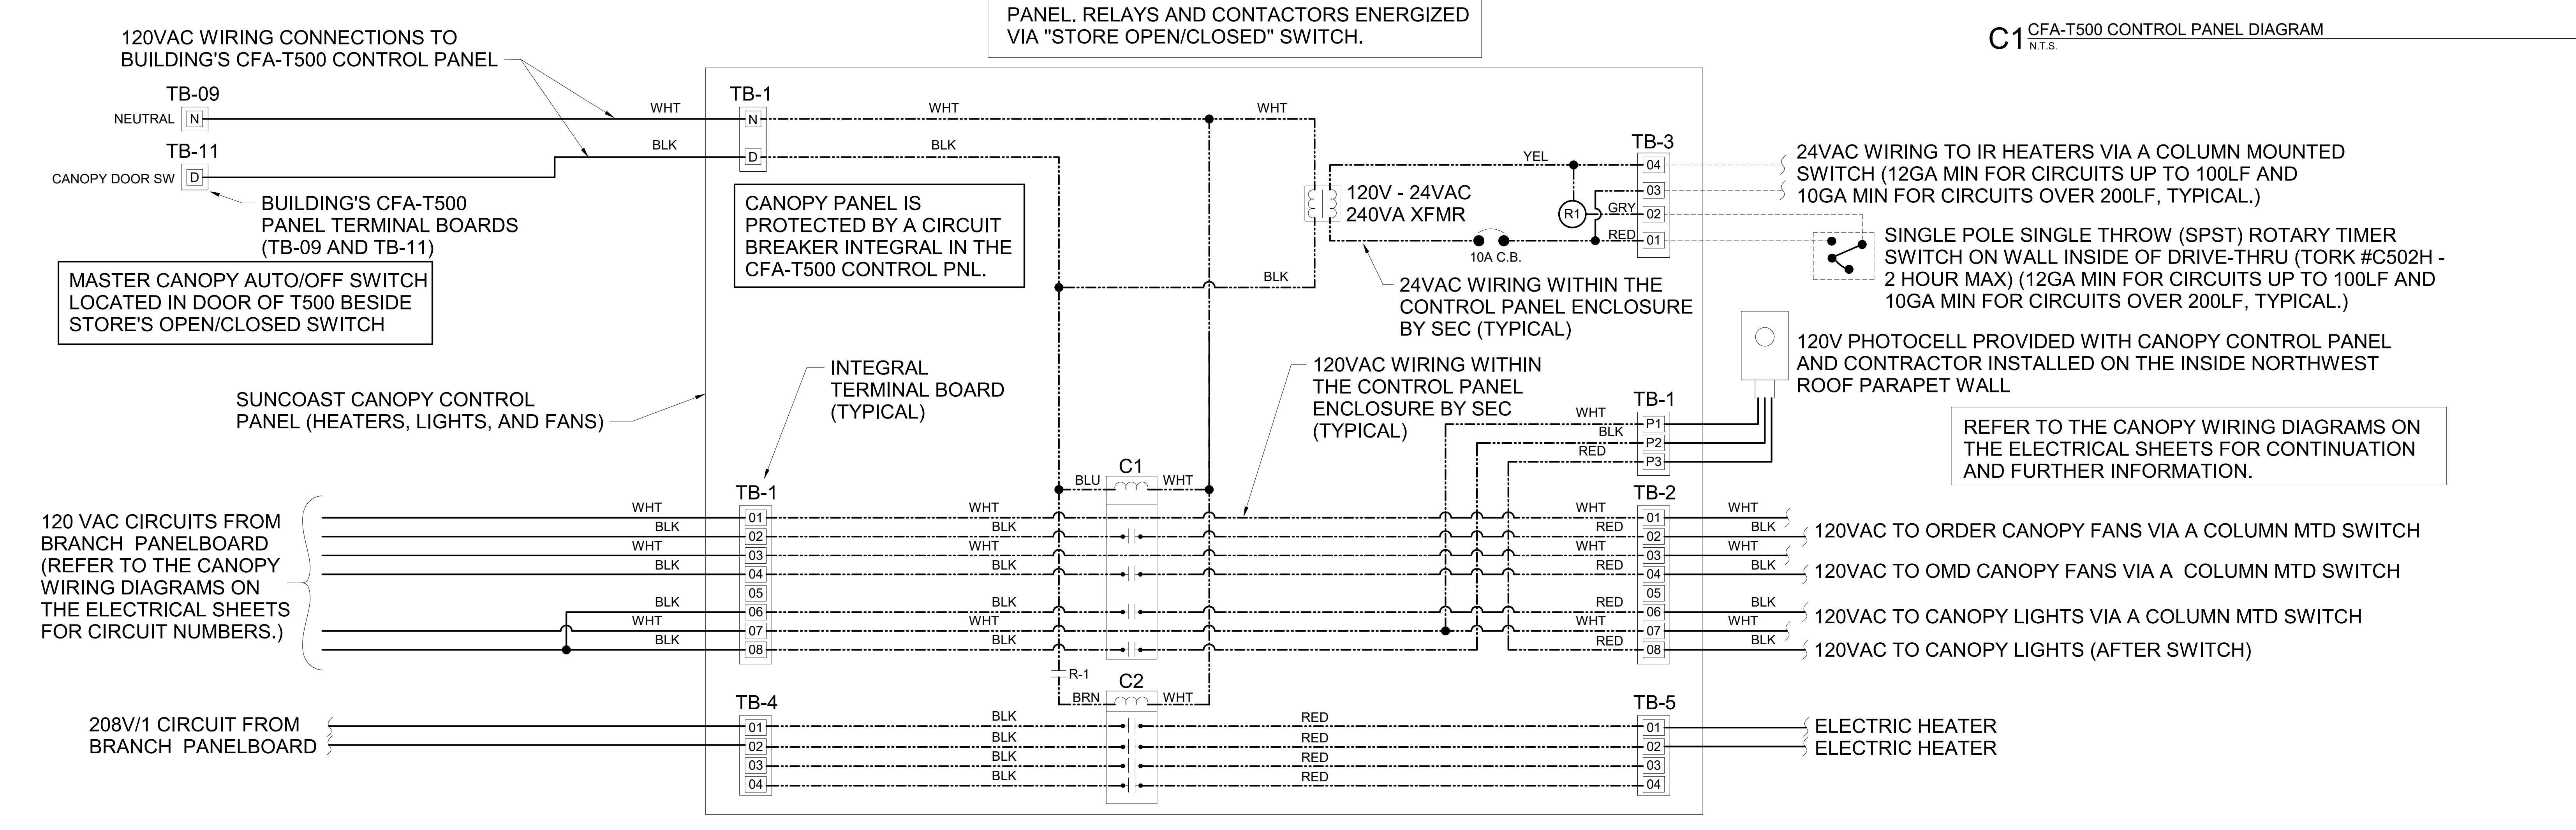 PANEL. RELAYS AND CONTACTORS ENERGIZED
VIA "STORE OPEN/CLOSED" SWITCH.
C1 CFA-T500 CONTROL PANEL DIAGRAM
N.T.S.
120VAC WIRING CONNECTIONS TO
BUILDING'S CFA-T500 CONTROL PANEL
TB-09
NEUTRAL N
WHT
TB-11
CANOPY DOOR SW D
BLK
BUILDING'S CFA-T500
PANEL TERMINAL BOARDS
(TB-09 AND TB-11)
MASTER CANOPY AUTO/OFF SWITCH
LOCATED IN DOOR OF T500 BESIDE
STORE'S OPEN/CLOSED SWITCH
SUNCOAST CANOPY CONTROL
PANEL (HEATERS, LIGHTS, AND FANS)
TB-1
N
WHT
WHT
D
BLK
CANOPY PANEL IS
PROTECTED BY A CIRCUIT
BREAKER INTEGRAL IN THE
CFA-T500 CONTROL PNL.
BLK
120V - 24VAC
240VA XFMR
YEL
R1
GRY
RED
10A C.B.
TB-3
04
03
02
01
24VAC WIRING WITHIN THE
CONTROL PANEL ENCLOSURE
BY SEC (TYPICAL)
24VAC WIRING TO IR HEATERS VIA A COLUMN MOUNTED
SWITCH (12GA MIN FOR CIRCUITS UP TO 100LF AND
10GA MIN FOR CIRCUITS OVER 200LF, TYPICAL.)
SINGLE POLE SINGLE THROW (SPST) ROTARY TIMER
SWITCH ON WALL INSIDE OF DRIVE-THRU (TORK #C502H -
2 HOUR MAX) (12GA MIN FOR CIRCUITS UP TO 100LF AND
10GA MIN FOR CIRCUITS OVER 200LF, TYPICAL.)
120V PHOTOCELL PROVIDED WITH CANOPY CONTROL PANEL
AND CONTRACTOR INSTALLED ON THE INSIDE NORTHWEST
ROOF PARAPET WALL
INTEGRAL
TERMINAL BOARD
(TYPICAL)
120VAC WIRING WITHIN
THE CONTROL PANEL
ENCLOSURE BY SEC
(TYPICAL)
TB-1
WHT P1
BLK P2
RED P3
REFER TO THE CANOPY WIRING DIAGRAMS ON
THE ELECTRICAL SHEETS FOR CONTINUATION
AND FURTHER INFORMATION.
120 VAC CIRCUITS FROM
BRANCH PANELBOARD
(REFER TO THE CANOPY
WIRING DIAGRAMS ON
THE ELECTRICAL SHEETS
FOR CIRCUIT NUMBERS.)
TB-1
C1
BLU WHT
TB-2
WHT 01 WHT WHT 01 WHT
BLK 02 BLK RED 02 BLK
WHT 03 WHT WHT 03 WHT
BLK 04 BLK RED 04 BLK
05 05
BLK 06 BLK RED 06 BLK
WHT 07 WHT WHT 07 WHT
BLK 08 BLK RED 08 BLK
120VAC TO ORDER CANOPY FANS VIA A COLUMN MTD SWITCH
120VAC TO OMD CANOPY FANS VIA A COLUMN MTD SWITCH
120VAC TO CANOPY LIGHTS VIA A COLUMN MTD SWITCH
120VAC TO CANOPY LIGHTS (AFTER SWITCH)
R-1
C2
BRN WHT
208V/1 CIRCUIT FROM
BRANCH PANELBOARD
TB-4
TB-5
01 BLK RED 01
02 BLK RED 02
03 BLK RED 03
04 BLK RED 04
ELECTRIC HEATER
ELECTRIC HEATER